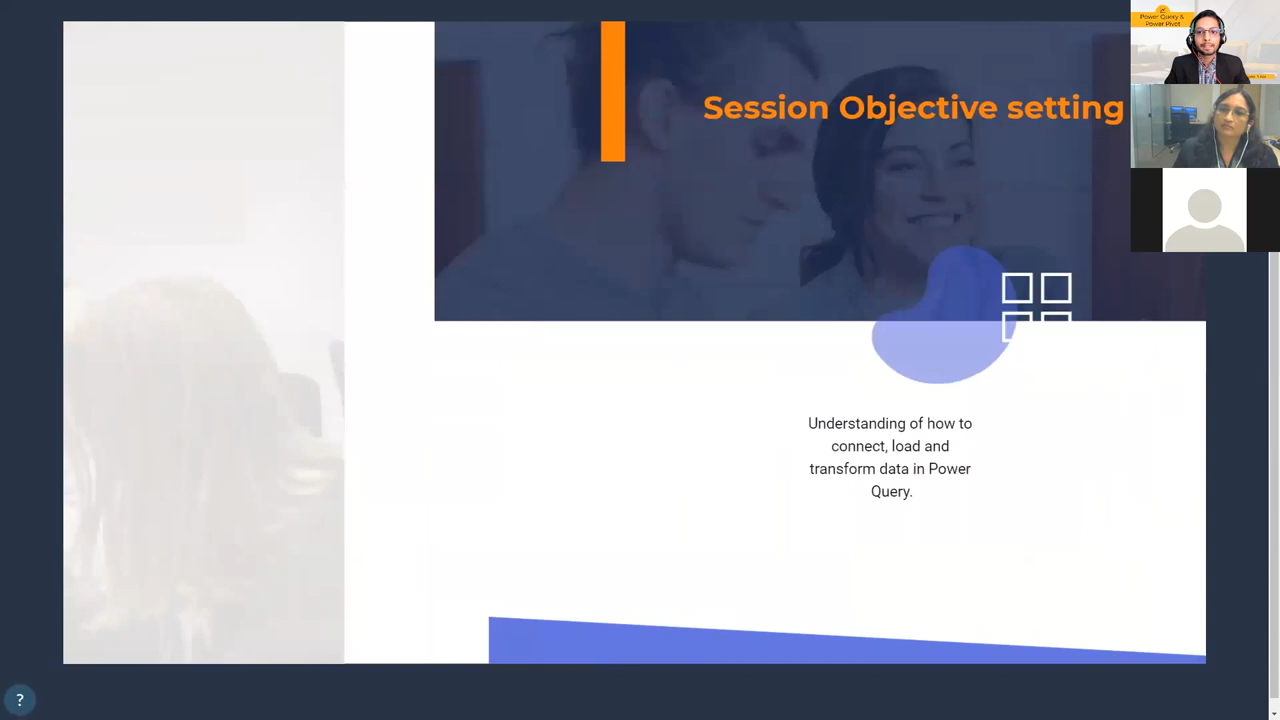 Power Query &
Power Pivot
Session Objective setting
Understanding of how to
connect, load and
transform data in Power
Query.
?